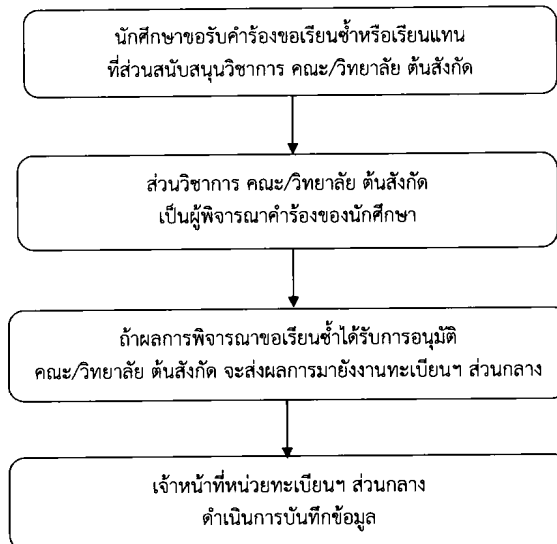 นักศึกษาขอรับคำร้องขอเรียนซ้ำหรือเรียนแทน
ที่ส่วนสนับสนุนวิชาการ คณะ/วิทยาลัย ต้นสังกัด
ส่วนวิชาการ คณะ/วิทยาลัย ต้นสังกัด
เป็นผู้พิจารณาคำร้องของนักศึกษา
ถ้าผลการพิจารณาขอเรียนซ้ำได้รับการอนุมัติ
คณะ/วิทยาลัย ต้นสังกัด จะส่งผลการมายังงานทะเบียนฯ ส่วนกลาง
เจ้าหน้าที่หน่วยทะเบียนฯ ส่วนกลาง
ดำเนินการบันทึกข้อมูล